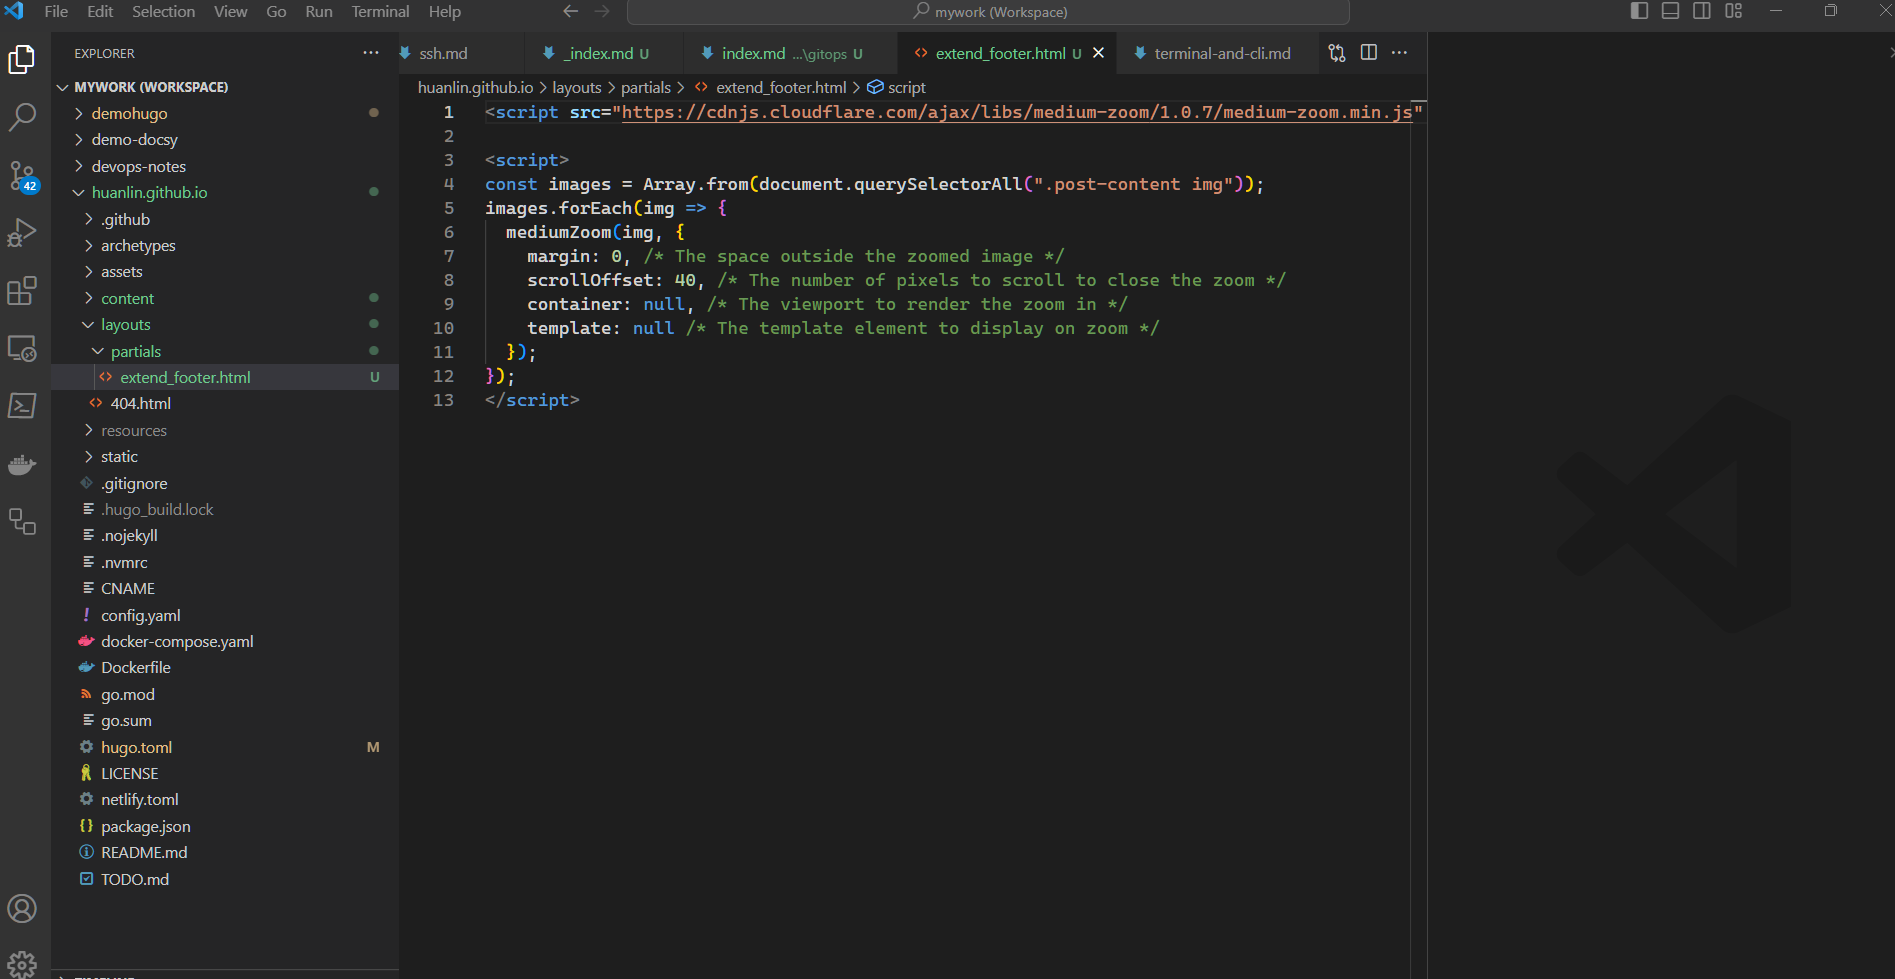 File Edit Selection View Go Run Terminal Help
mywork (Workspace)
EXPLORER
ssh.md
_index.md U
index.md ...\gitops U
extend_footer.html U
terminal-and-cli.md
MYWORK (WORKSPACE)
demohugo
demo-docsy
devops-notes
42
huanlin.github.io
.github
archetypes
assets
content
layouts
partials
extend_footer.html U
404.html
resources
static
.gitignore
.hugo_build.lock
.nojekyll
.nvmrc
CNAME
config.yaml
docker-compose.yaml
Dockerfile
go.mod
go.sum
hugo.toml M
LICENSE
netlify.toml
package.json
README.md
TODO.md
huanlin.github.io > layouts > partials > extend_footer.html > script
1 <script src="https://cdnjs.cloudflare.com/ajax/libs/medium-zoom/1.0.7/medium-zoom.min.js"
2
3 <script>
4 const images = Array.from(document.querySelectorAll(".post-content img"));
5 images.forEach(img => {
6 mediumZoom(img, {
7 margin: 0, /* The space outside the zoomed image */
8 scrollOffset: 40, /* The number of pixels to scroll to close the zoom */
9 container: null, /* The viewport to render the zoom in */
10 template: null /* The template element to display on zoom */
11 });
12 });
13 </script>